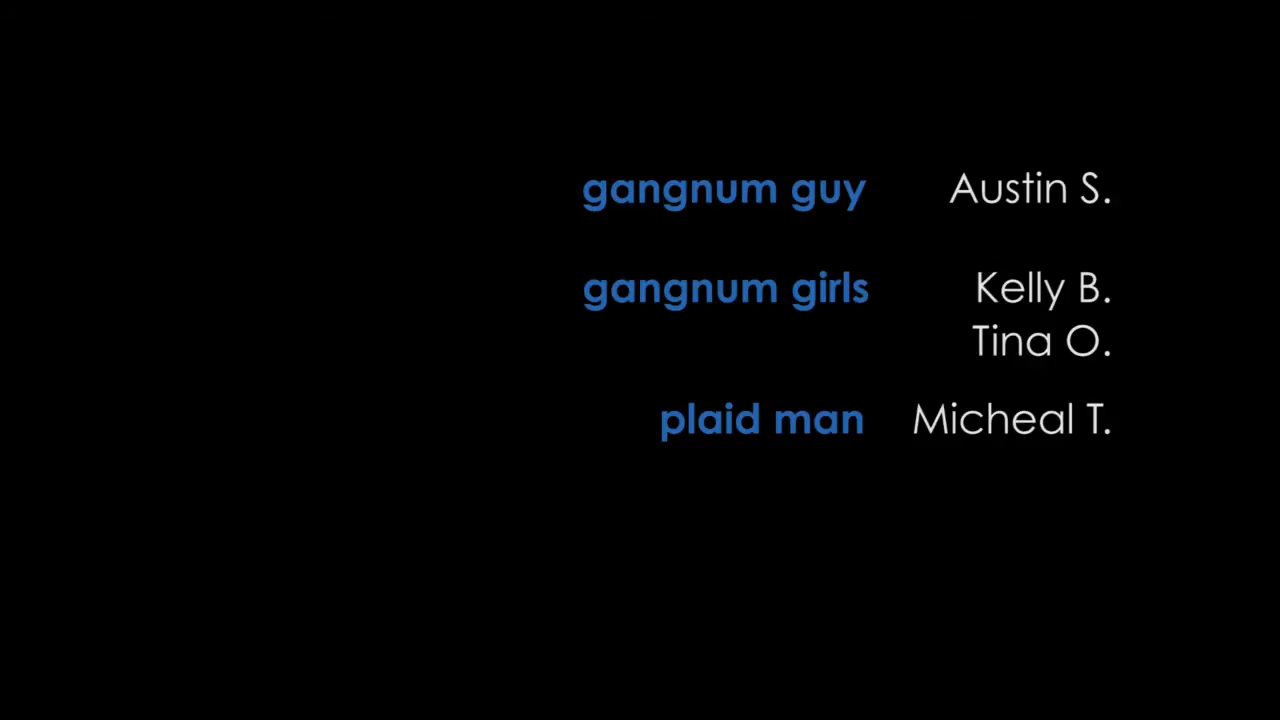 gangnum guy Austin S.
gangnum girls Kelly B.
Tina O.
plaid man Micheal T.